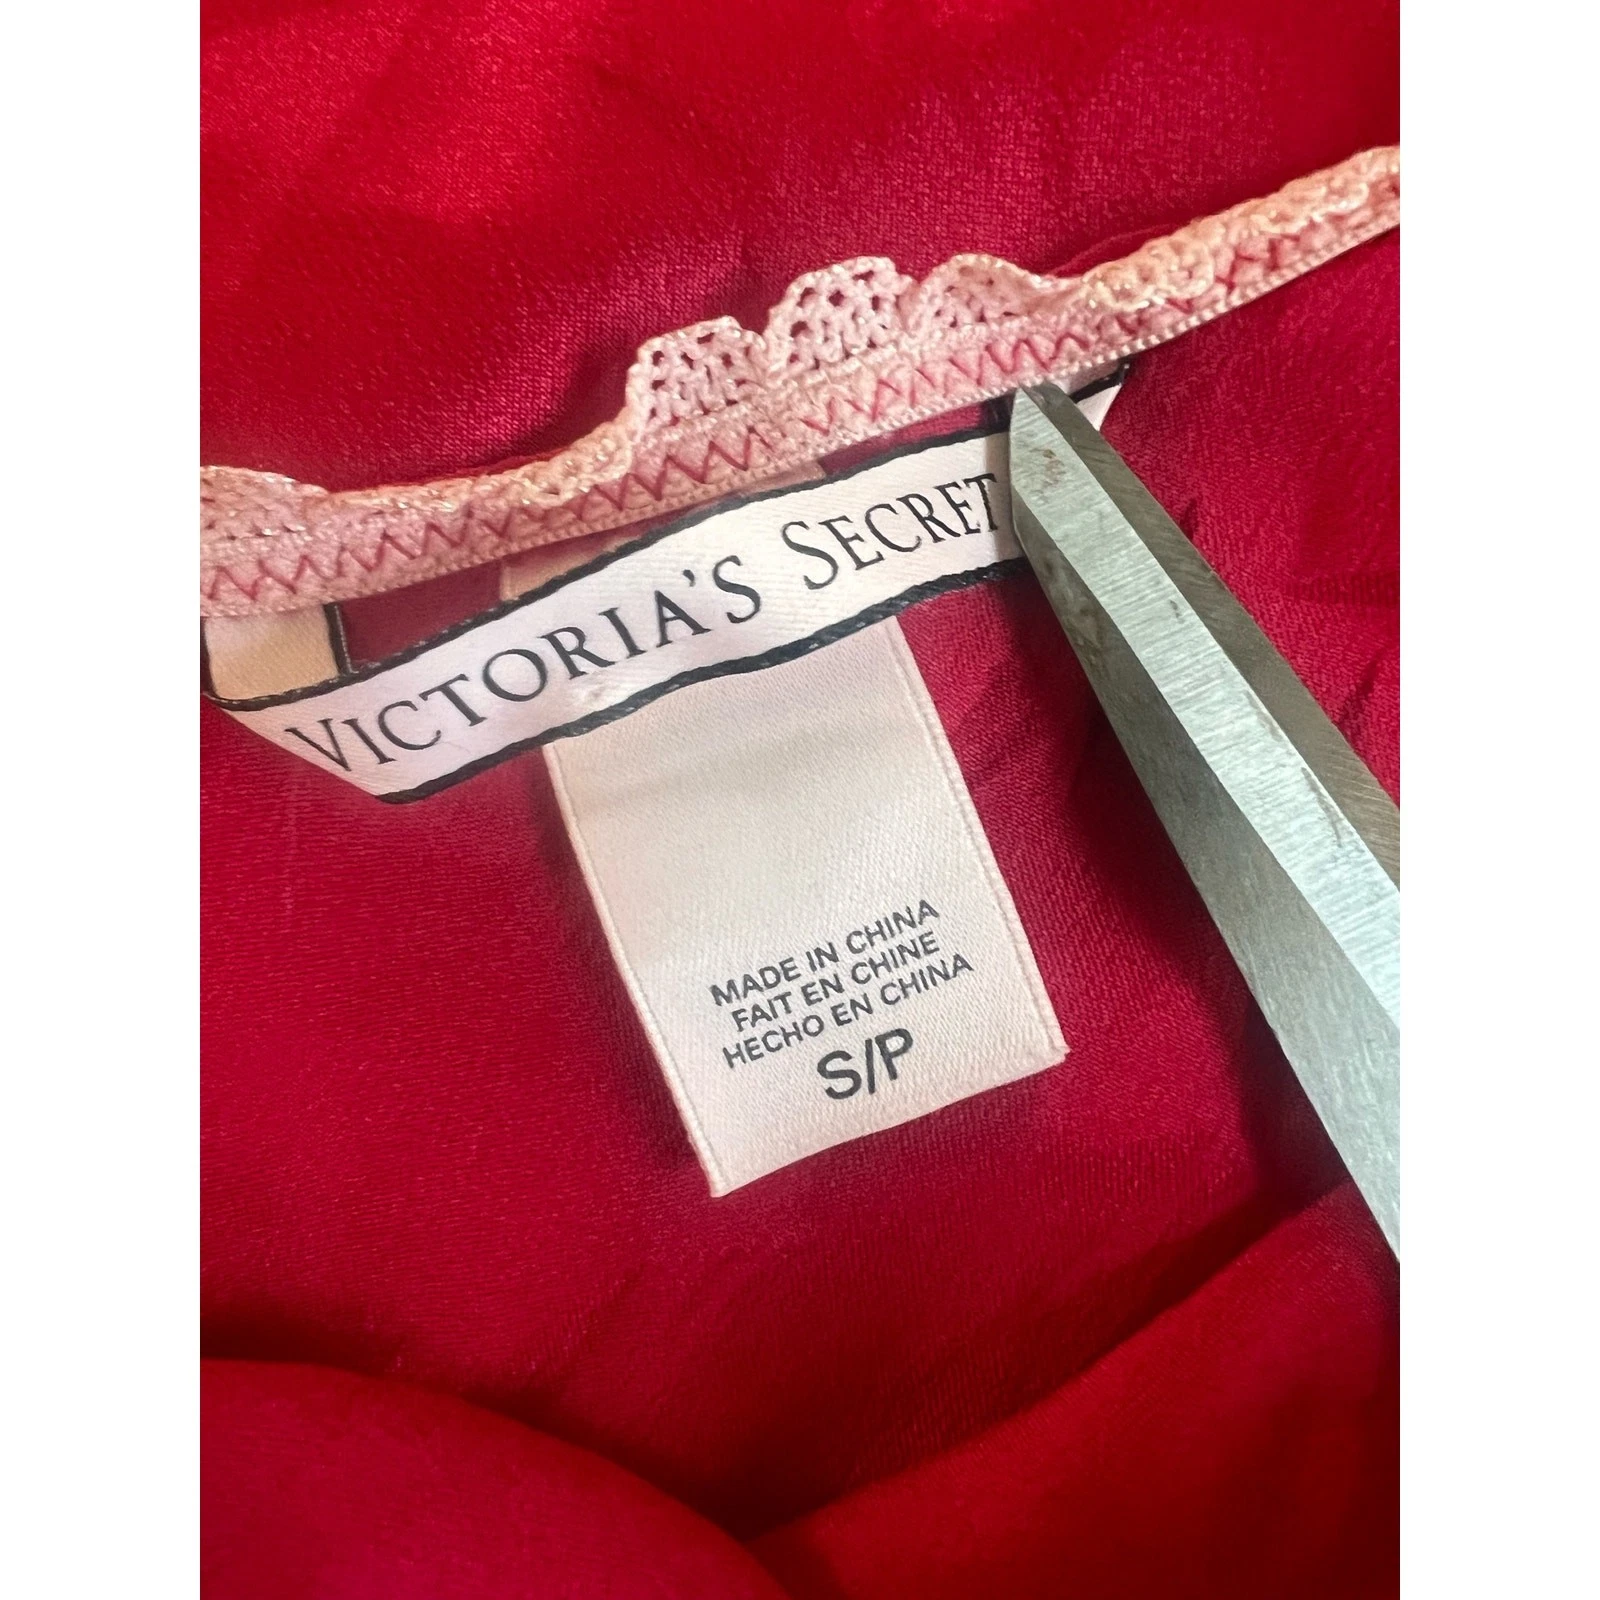 VICTORIA'S SECRET
MADE IN CHINA
FAIT EN CHINE
HECHO EN CHINA
S/P